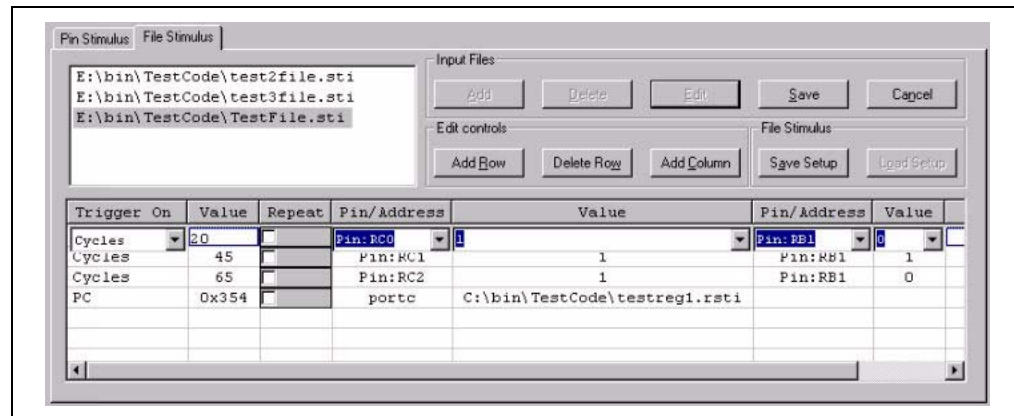 Pin Stimulus File Stimulus
E:\bin\TestCode\test2file.sti
E:\bin\TestCode\test3file.sti
E:\bin\TestCode\TestFile.sti
Input Files
Add Delete Edit Save Cancel
Edit controls
Add Row Delete Row Add Column
File Stimulus
Save Setup Load Setup
Trigger On Value Repeat Pin/Address Value Pin/Address Value
Cycles 20 Pin:RC0 1 Pin:RB1 0
Cycles 45 Pin:RC1 1 Pin:RB1 1
Cycles 65 Pin:RC2 1 Pin:RB1 0
PC 0x354 portc C:\bin\TestCode\testreg1.rsti